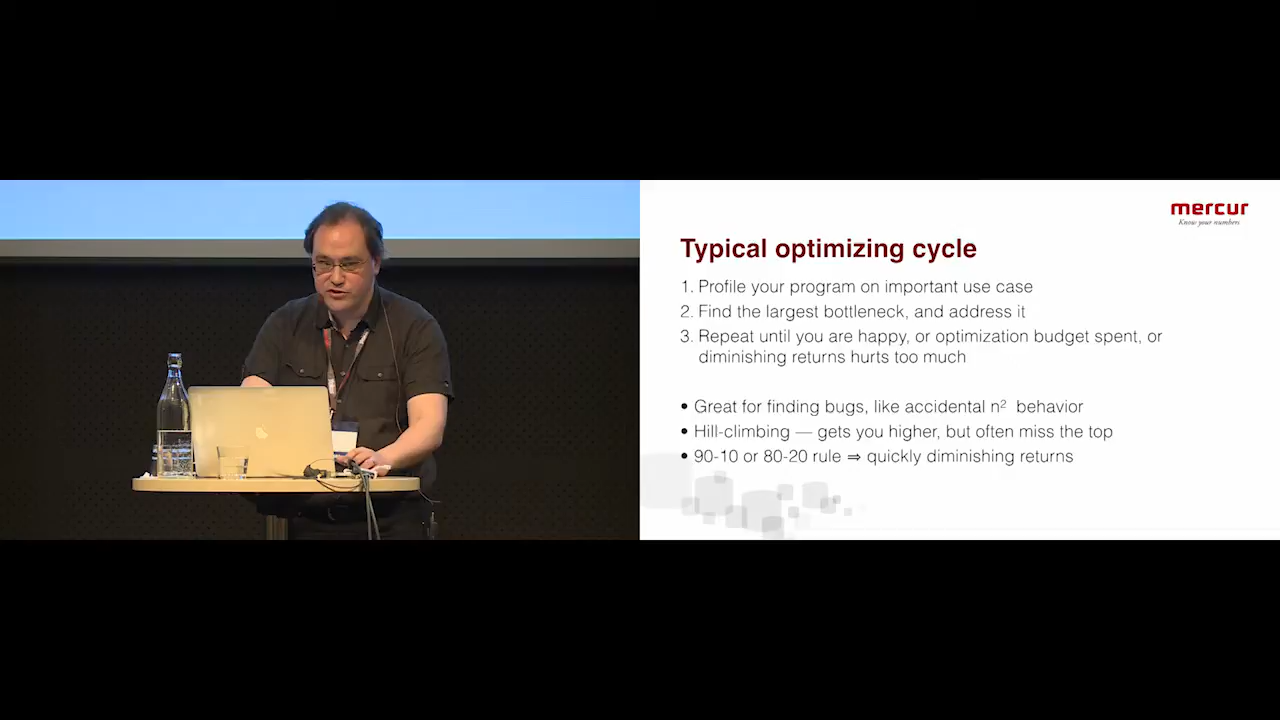 mercur
Know your numbers
Typical optimizing cycle
1. Profile your program on important use case
2. Find the largest bottleneck, and address it
3. Repeat until you are happy, or optimization budget spent, or
diminishing returns hurts too much
• Great for finding bugs, like accidental n² behavior
• Hill-climbing — gets you higher, but often miss the top
• 90-10 or 80-20 rule ⇒ quickly diminishing returns